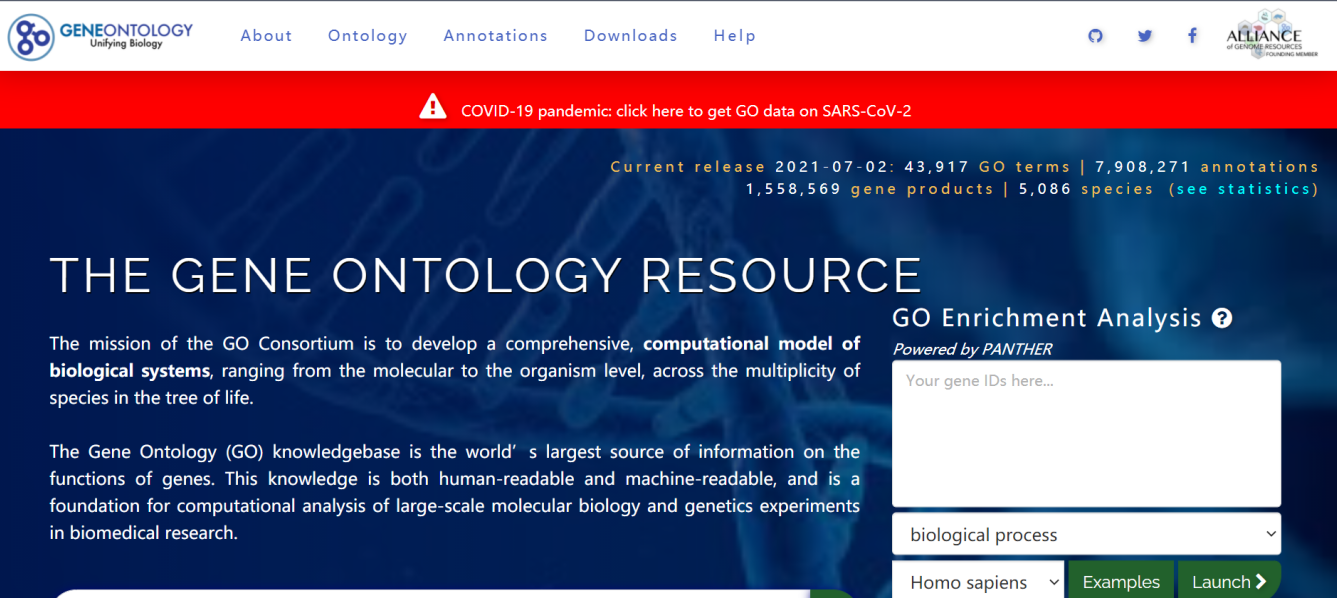 GENEONTOLOGY
Unifying Biology
About Ontology Annotations Downloads Help
ALLIANCE
of GENOME RESOURCES
FOUNDING MEMBER
COVID-19 pandemic: click here to get GO data on SARS-CoV-2
Current release 2021-07-02: 43,917 GO terms | 7,908,271 annotations
1,558,569 gene products | 5,086 species (see statistics)
THE GENE ONTOLOGY RESOURCE
The mission of the GO Consortium is to develop a comprehensive, computational model of
biological systems, ranging from the molecular to the organism level, across the multiplicity of
species in the tree of life.
The Gene Ontology (GO) knowledgebase is the world’ s largest source of information on the
functions of genes. This knowledge is both human-readable and machine-readable, and is a
foundation for computational analysis of large-scale molecular biology and genetics experiments
in biomedical research.
GO Enrichment Analysis ?
Powered by PANTHER
Your gene IDs here...
biological process
Homo sapiens Examples Launch